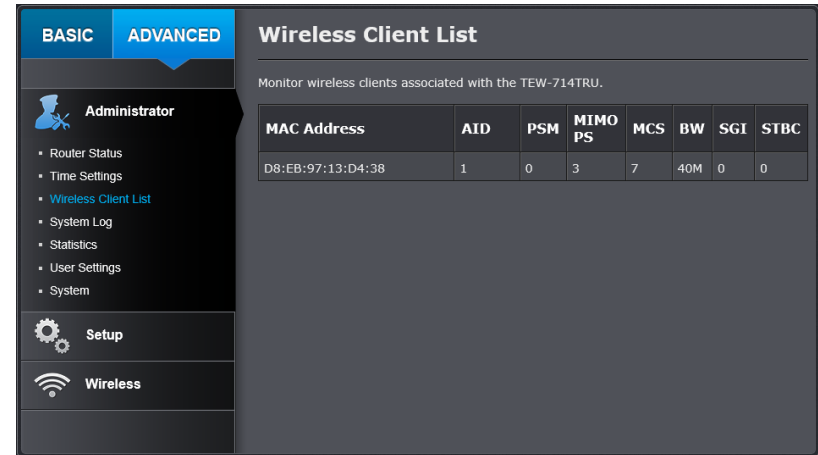 BASIC ADVANCED
Administrator
Router Status
Time Settings
Wireless Client List
System Log
Statistics
User Settings
System
Setup
Wireless
Wireless Client List
Monitor wireless clients associated with the TEW-714TRU.
MAC Address AID PSM MIMO PS MCS BW SGI STBC
D8:EB:97:13:D4:38 1 0 3 7 40M 0 0